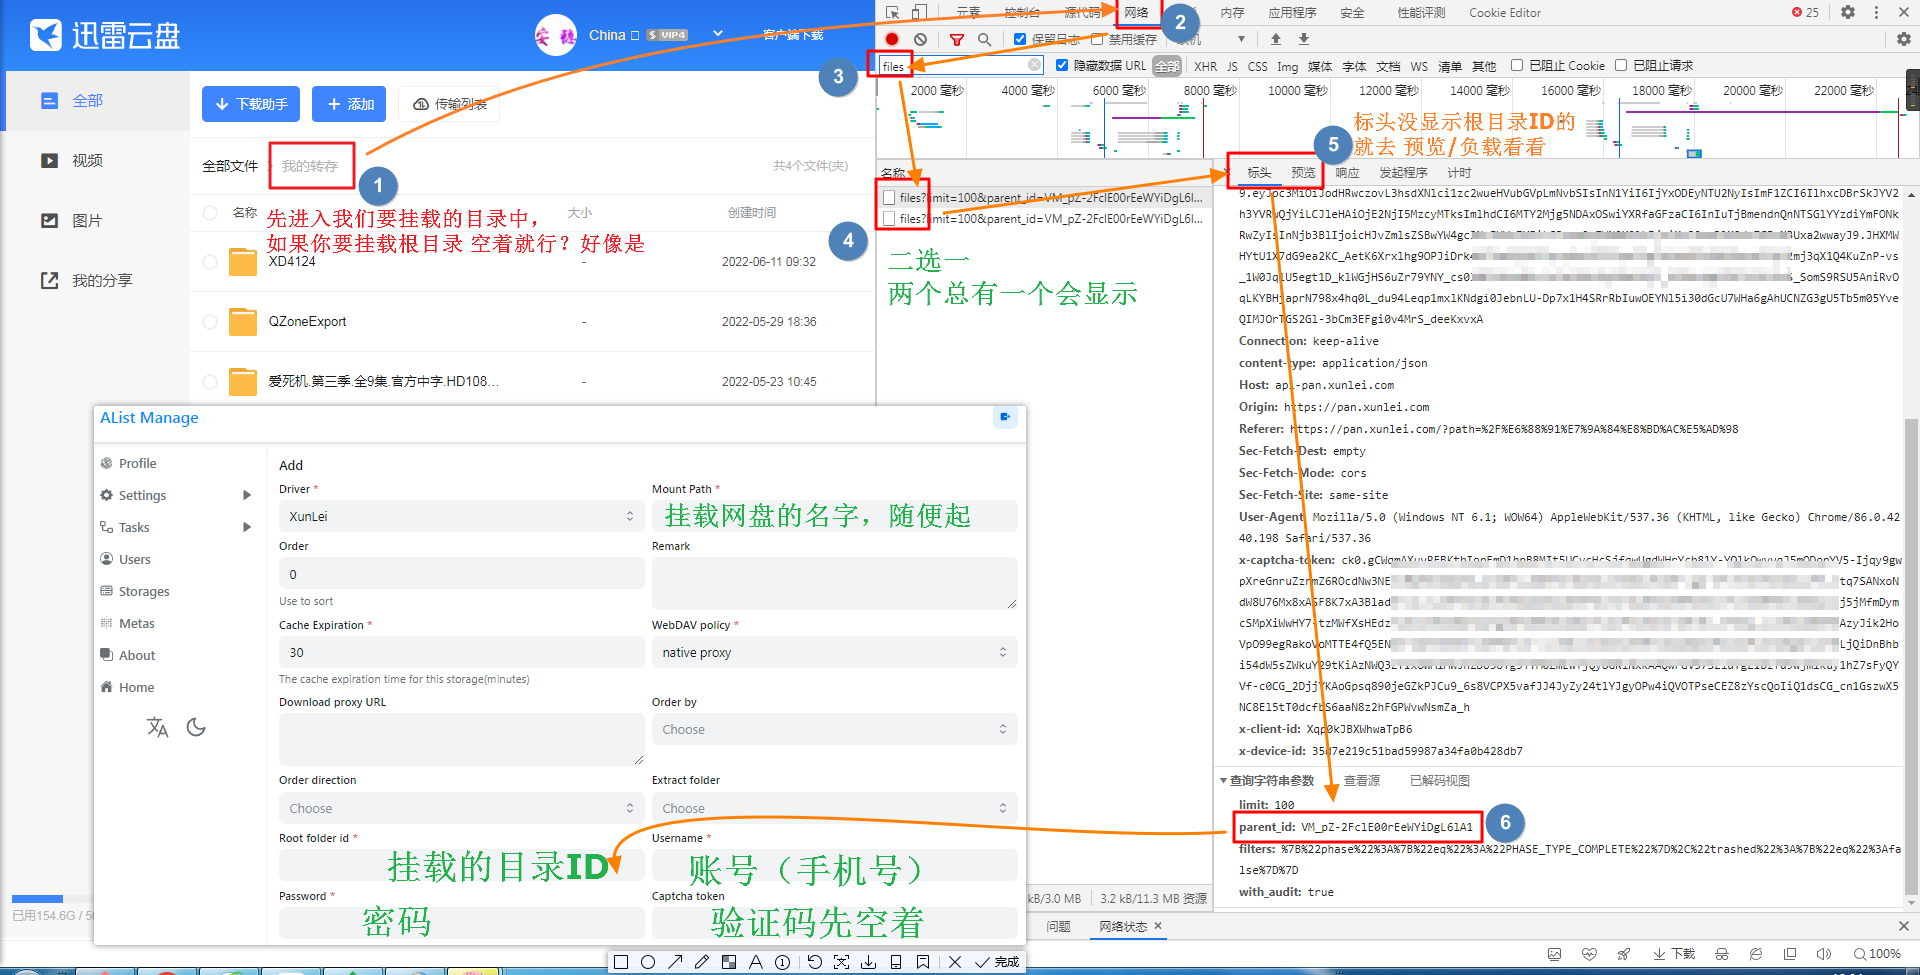 迅雷云盘
China
VIP4
客户端下载
全部
视频
图片
我的分享
下载助手
添加
传输列表
全部文件
我的转存
共4个文件(夹)
名称
大小
创建时间
先进入我们要挂载的目录中，
如果你要挂载根目录 空着就行？好像是
XD4124
-
2022-06-11 09:32
QZoneExport
-
2022-05-29 18:36
爱死机.第三季.全9集.官方中字.HD108...
-
2022-05-23 10:45
1
2
3
4
5
6
元素
控制台
源代码
网络
内存
应用程序
安全
性能评测
Cookie Editor
25
保留日志
禁用缓存
files
隐藏数据 URL
全部
XHR
JS
CSS
Img
媒体
字体
文档
WS
清单
其他
已阻止 Cookie
已阻止请求
2000 毫秒
4000 毫秒
6000 毫秒
8000 毫秒
10000 毫秒
12000 毫秒
14000 毫秒
16000 毫秒
18000 毫秒
20000 毫秒
22000 毫秒
标头没显示根目录ID的
就去 预览/负载看看
名称
files?limit=100&parent_id=VM_pZ-2FclE00rEeWYiDgL6l...
files?limit=100&parent_id=VM_pZ-2FclE00rEeWYiDgL6l...
二选一
两个总有一个会显示
标头
预览
响应
发起程序
计时
Connection: keep-alive
content-type: application/json
Host: api-pan.xunlei.com
Origin: https://pan.xunlei.com
Referer: https://pan.xunlei.com/?path=%2F%E6%88%91%E7%9A%84%E8%BD%AC%E5%AD%98
Sec-Fetch-Dest: empty
Sec-Fetch-Mode: cors
Sec-Fetch-Site: same-site
User-Agent: Mozilla/5.0 (Windows NT 6.1; WOW64) AppleWebKit/537.36 (KHTML, like Gecko) Chrome/86.0.42
40.198 Safari/537.36
x-captcha-token:
x-client-id: Xqp0kJBXWhwaTpB6
x-device-id: 35d7e219c51bad59987a34fa0b428db7
查询字符串参数
查看源
已解码视图
limit: 100
parent_id: VM_pZ-2FclE00rEeWYiDgL6lA1
filters: %7B%22phase%22%3A%7B%22eq%22%3A%22PHASE_TYPE_COMPLETE%22%7D%2C%22trashed%22%3A%7B%22eq%22%3Afa
lse%7D%7D
with_audit: true
AList Manage
Profile
Settings
Tasks
Users
Storages
Metas
About
Home
Add
Driver *
XunLei
Mount Path *
挂载网盘的名字，随便起
Order
0
Use to sort
Remark
Cache Expiration *
30
The cache expiration time for this storage(minutes)
WebDAV policy *
native proxy
Download proxy URL
Order by
Choose
Order direction
Choose
Extract folder
Choose
Root folder id *
挂载的目录ID
Username *
账号（手机号）
Password *
密码
Captcha token
验证码先空着
已用154.6G / 5
kB/3.0 MB
3.2 kB/11.3 MB 资源
问题
网络状态
完成
下载
100%